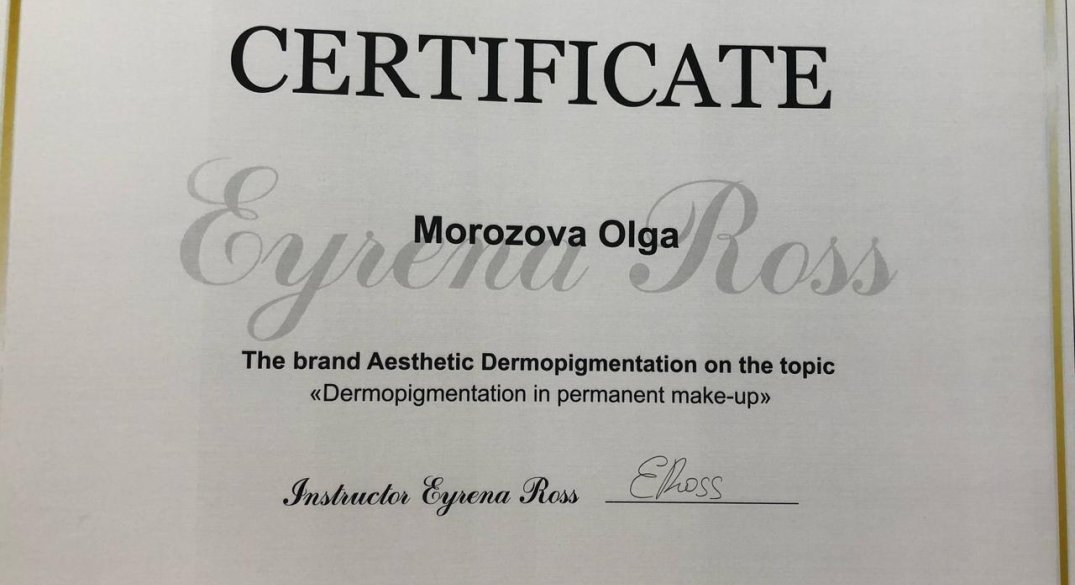 CERTIFICATE
Eyrena Ross
Morozova Olga
The brand Aesthetic Dermopigmentation on the topic
«Dermopigmentation in permanent make-up»
Instructor Eyrena Ross ERoss